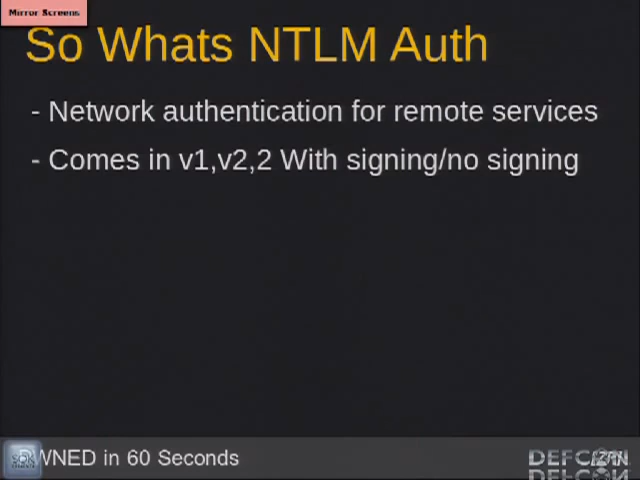 Mirror Screens
So Whats NTLM Auth
- Network authentication for remote services
- Comes in v1,v2,2 With signing/no signing
WNED in 60 Seconds
DEFCON